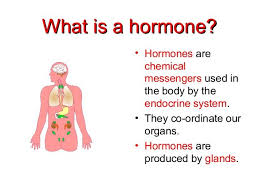 What is a hormone?
• Hormones are
chemical
messengers used in
the body by the
endocrine system.
• They co-ordinate our
organs.
• Hormones are
produced by glands.